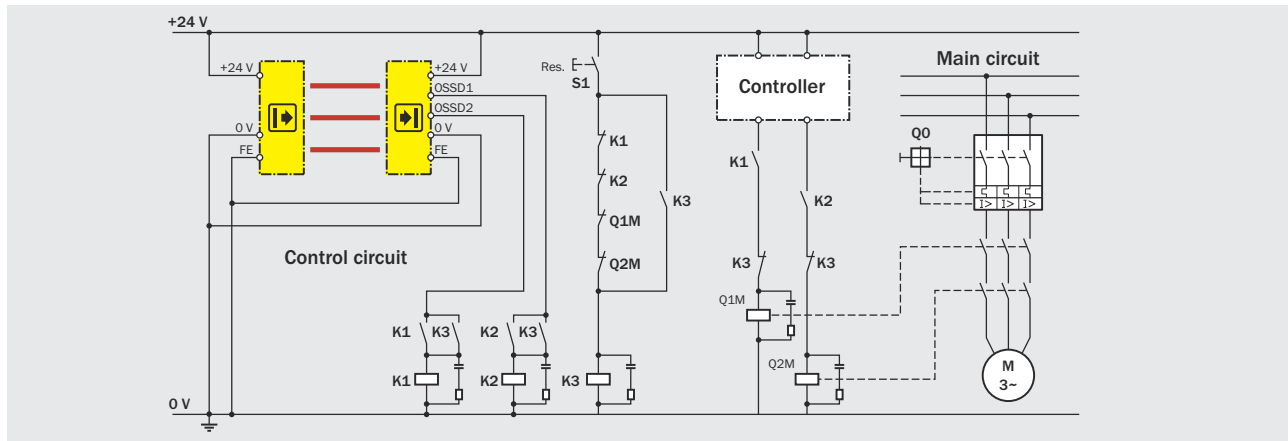 +24 V
+24 V
0 V
FE
+24 V
OSSD1
OSSD2
0 V
FE
Control circuit
Res.
S1
K1
K2
Q1M
Q2M
K3
Controller
K1
K2
K3
K3
Main circuit
Q0
I>
I>
I>
K1
K3
K2
K3
K1
K2
K3
Q1M
Q2M
M
3~
0 V